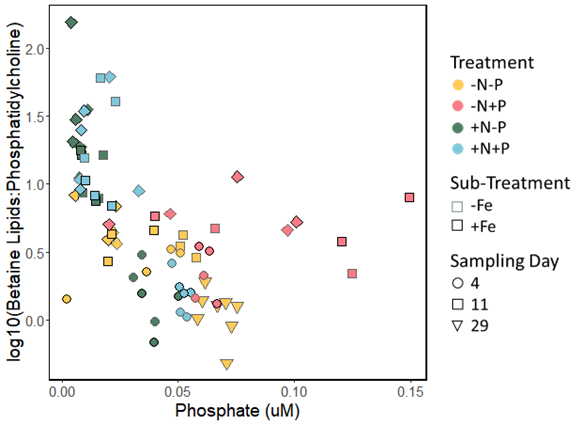 log10(Betaine Lipids:Phosphatidylcholine)
2.0
1.5
1.0
0.5
0.0
0.00
0.05
0.10
0.15
Phosphate (uM)
Treatment
-N-P
-N+P
+N-P
+N+P
Sub-Treatment
-Fe
+Fe
Sampling Day
4
11
29